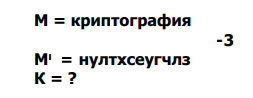 М = криптография
-3
М' = нултхсеугчлз
К = ?